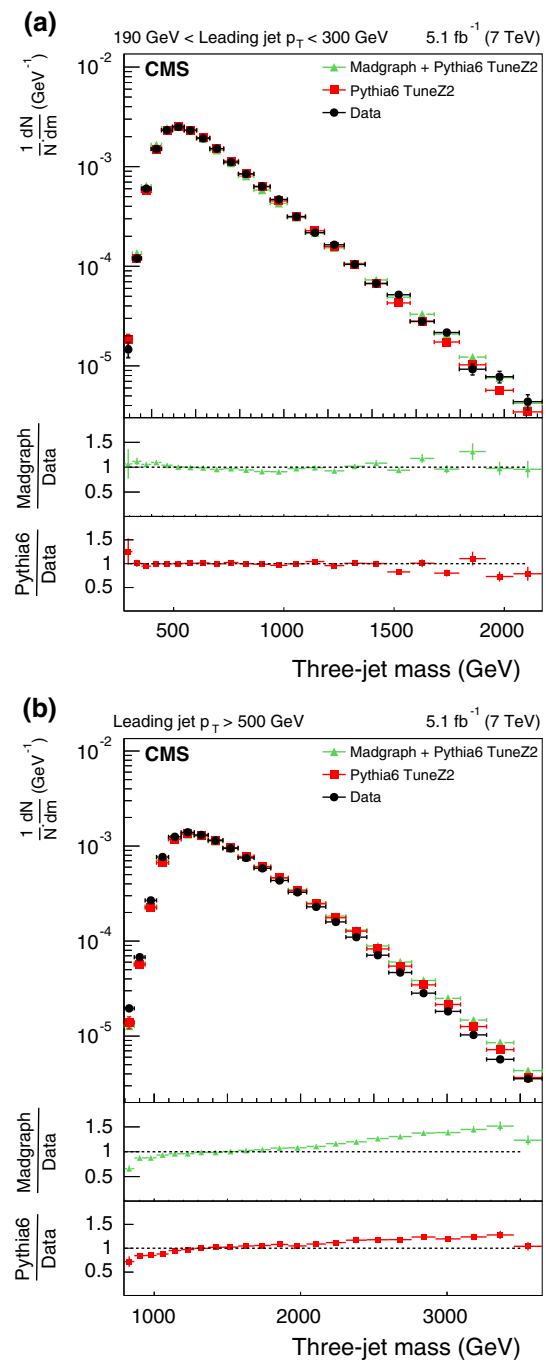 (a)
190 GeV < Leading jet p_T < 300 GeV 5.1 fb^-1 (7 TeV)
CMS
Madgraph + Pythia6 TuneZ2
Pythia6 TuneZ2
Data
1/N dN/dm (GeV^-1)
10^-2
10^-3
10^-4
10^-5
Madgraph
Data
1.5
1
0.5
Pythia6
Data
1.5
1
0.5
500 1000 1500 2000
Three-jet mass (GeV)
(b)
Leading jet p_T > 500 GeV 5.1 fb^-1 (7 TeV)
CMS
Madgraph + Pythia6 TuneZ2
Pythia6 TuneZ2
Data
1/N dN/dm (GeV^-1)
10^-2
10^-3
10^-4
10^-5
Madgraph
Data
1.5
1
0.5
Pythia6
Data
1.5
1
0.5
1000 2000 3000
Three-jet mass (GeV)